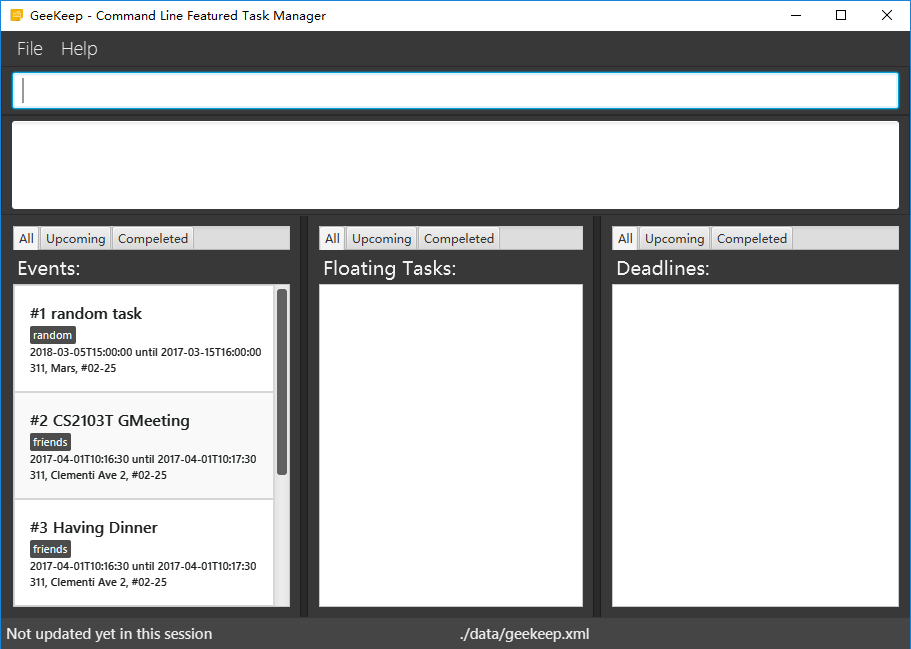 GeeKeep - Command Line Featured Task Manager
File Help
All Upcoming Compeleted
Events:
#1 random task
random
2018-03-05T15:00:00 until 2017-03-15T16:00:00
311, Mars, #02-25
#2 CS2103T GMeeting
friends
2017-04-01T10:16:30 until 2017-04-01T10:17:30
311, Clementi Ave 2, #02-25
#3 Having Dinner
friends
2017-04-01T10:16:30 until 2017-04-01T10:17:30
311, Clementi Ave 2, #02-25
All Upcoming Compeleted
Floating Tasks:
All Upcoming Compeleted
Deadlines:
Not updated yet in this session
./data/geekeep.xml